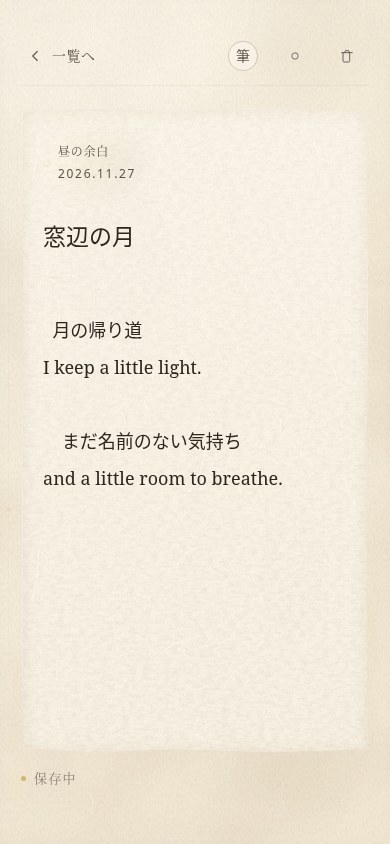 一覧へ
筆
昼の余白
2026.11.27
窓辺の月
月の帰り道
I keep a little light.
まだ名前のない気持ち
and a little room to breathe.
保存中